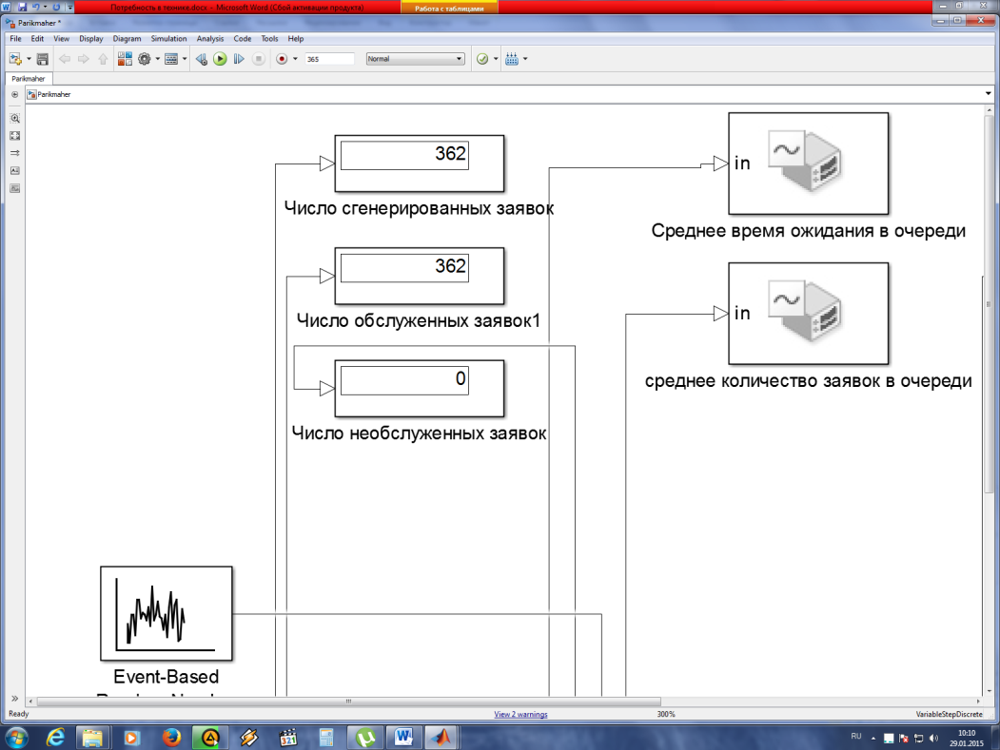 Потребность в технике.docx - Microsoft Word (Сбой активации продукта)
Работа с таблицами
Parikmaher *
File Edit View Display Diagram Simulation Analysis Code Tools Help
365
Normal
Parikmaher
Parikmaher
362
Число сгенерированных заявок
in
Среднее время ожидания в очереди
362
Число обслуженных заявок1
in
среднее количество заявок в очереди
0
Число необслуженных заявок
Event-Based
Ready
View 2 warnings
300%
VariableStepDiscrete
RU
10:10
29.01.2015